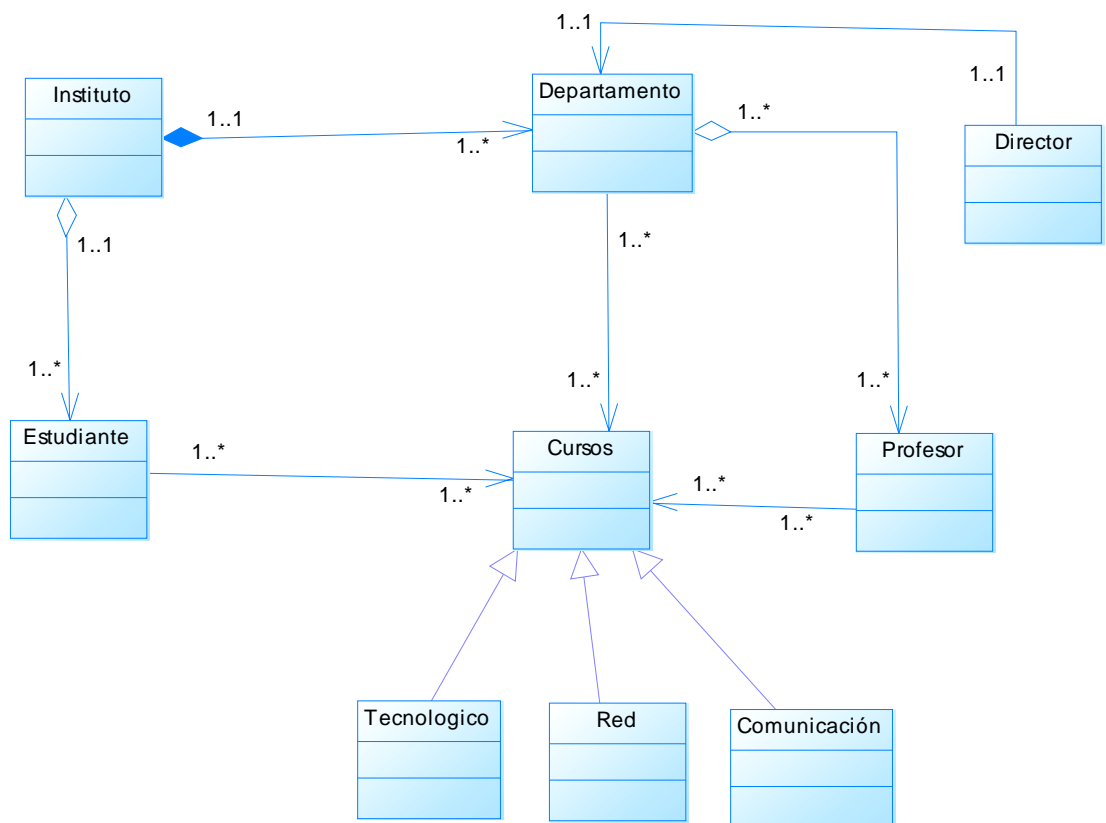 1..1
Instituto
Departamento
1..1
1..1
1..*
1..*
Director
1..1
1..*
1..*
1..*
1..*
Estudiante
Cursos
Profesor
1..*
1..*
1..*
1..*
Tecnologico
Red
Comunicación